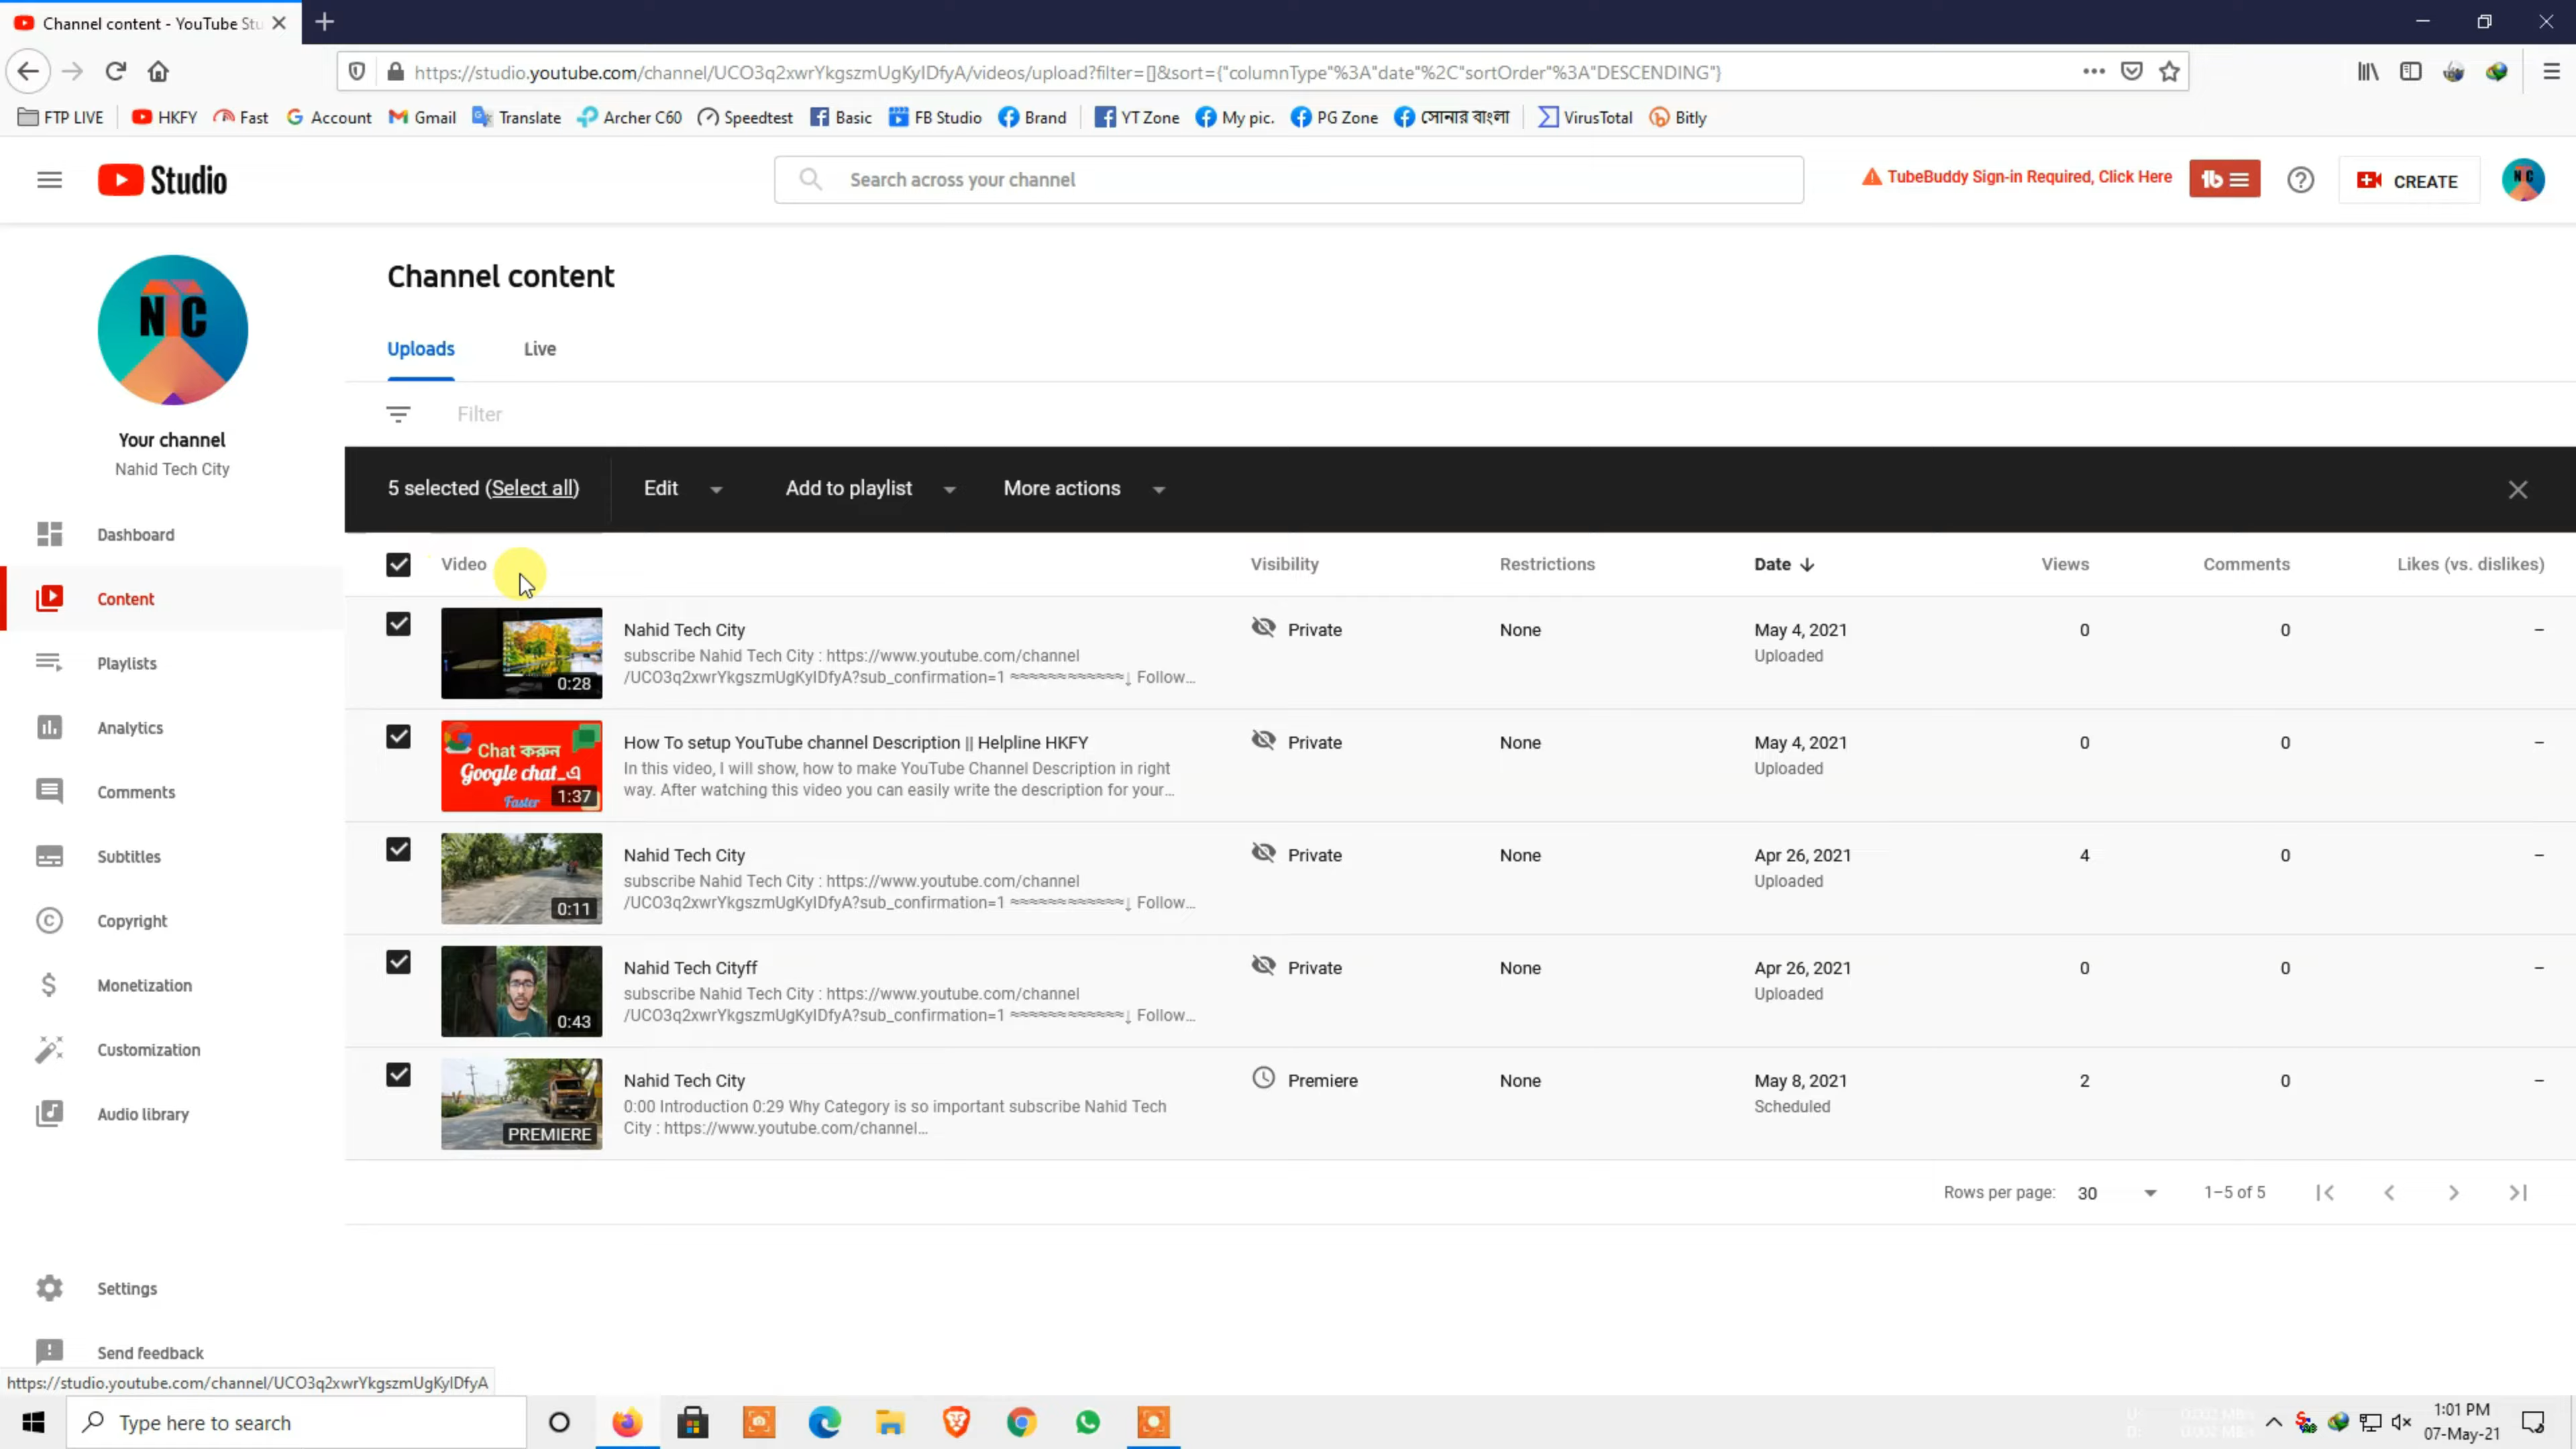 Channel content - YouTube Stu
https://studio.youtube.com/channel/UCO3q2xwrYkgszmUgKyIDfyA/videos/upload?filter=[]&sort={"columnType"%3A"date"%2C"sortOrder"%3A"DESCENDING"}
FTP LIVE HKFY Fast Account Gmail Translate Archer C60 Speedtest Basic FB Studio Brand YT Zone My pic. PG Zone সোনার বাংলা VirusTotal Bitly
Studio Search across your channel TubeBuddy Sign-in Required, Click Here tb CREATE NTC
NTC
Your channel
Nahid Tech City
Dashboard
Content
Playlists
Analytics
Comments
Subtitles
Copyright
Monetization
Customization
Audio library
Settings
Send feedback
https://studio.youtube.com/channel/UCO3q2xwrYkgszmUgKyIDfyA
Channel content
Uploads Live
Filter
5 selected (Select all) Edit Add to playlist More actions
Video Visibility Restrictions Date Views Comments Likes (vs. dislikes)
Nahid Tech City Private None May 4, 2021 0 0 –
subscribe Nahid Tech City : https://www.youtube.com/channel Uploaded
/UCO3q2xwrYkgszmUgKyIDfyA?sub_confirmation=1 ≈≈≈≈≈≈≈≈≈≈≈≈≈↓ Follow...
0:28
Chat করুন
Google chat_এ
Faster 1:37
How To setup YouTube channel Description || Helpline HKFY Private None May 4, 2021 0 0 –
In this video, I will show, how to make YouTube Channel Description in right Uploaded
way. After watching this video you can easily write the description for your...
Nahid Tech City Private None Apr 26, 2021 4 0 –
subscribe Nahid Tech City : https://www.youtube.com/channel Uploaded
/UCO3q2xwrYkgszmUgKyIDfyA?sub_confirmation=1 ≈≈≈≈≈≈≈≈≈≈≈≈≈↓ Follow...
0:11
Nahid Tech Cityff Private None Apr 26, 2021 0 0 –
subscribe Nahid Tech City : https://www.youtube.com/channel Uploaded
/UCO3q2xwrYkgszmUgKyIDfyA?sub_confirmation=1 ≈≈≈≈≈≈≈≈≈≈≈≈≈↓ Follow...
0:43
Nahid Tech City Premiere None May 8, 2021 2 0 –
0:00 Introduction 0:29 Why Category is so important subscribe Nahid Tech Scheduled
City : https://www.youtube.com/channel...
PREMIERE
Rows per page: 30 1–5 of 5
Type here to search
1:01 PM
07-May-21